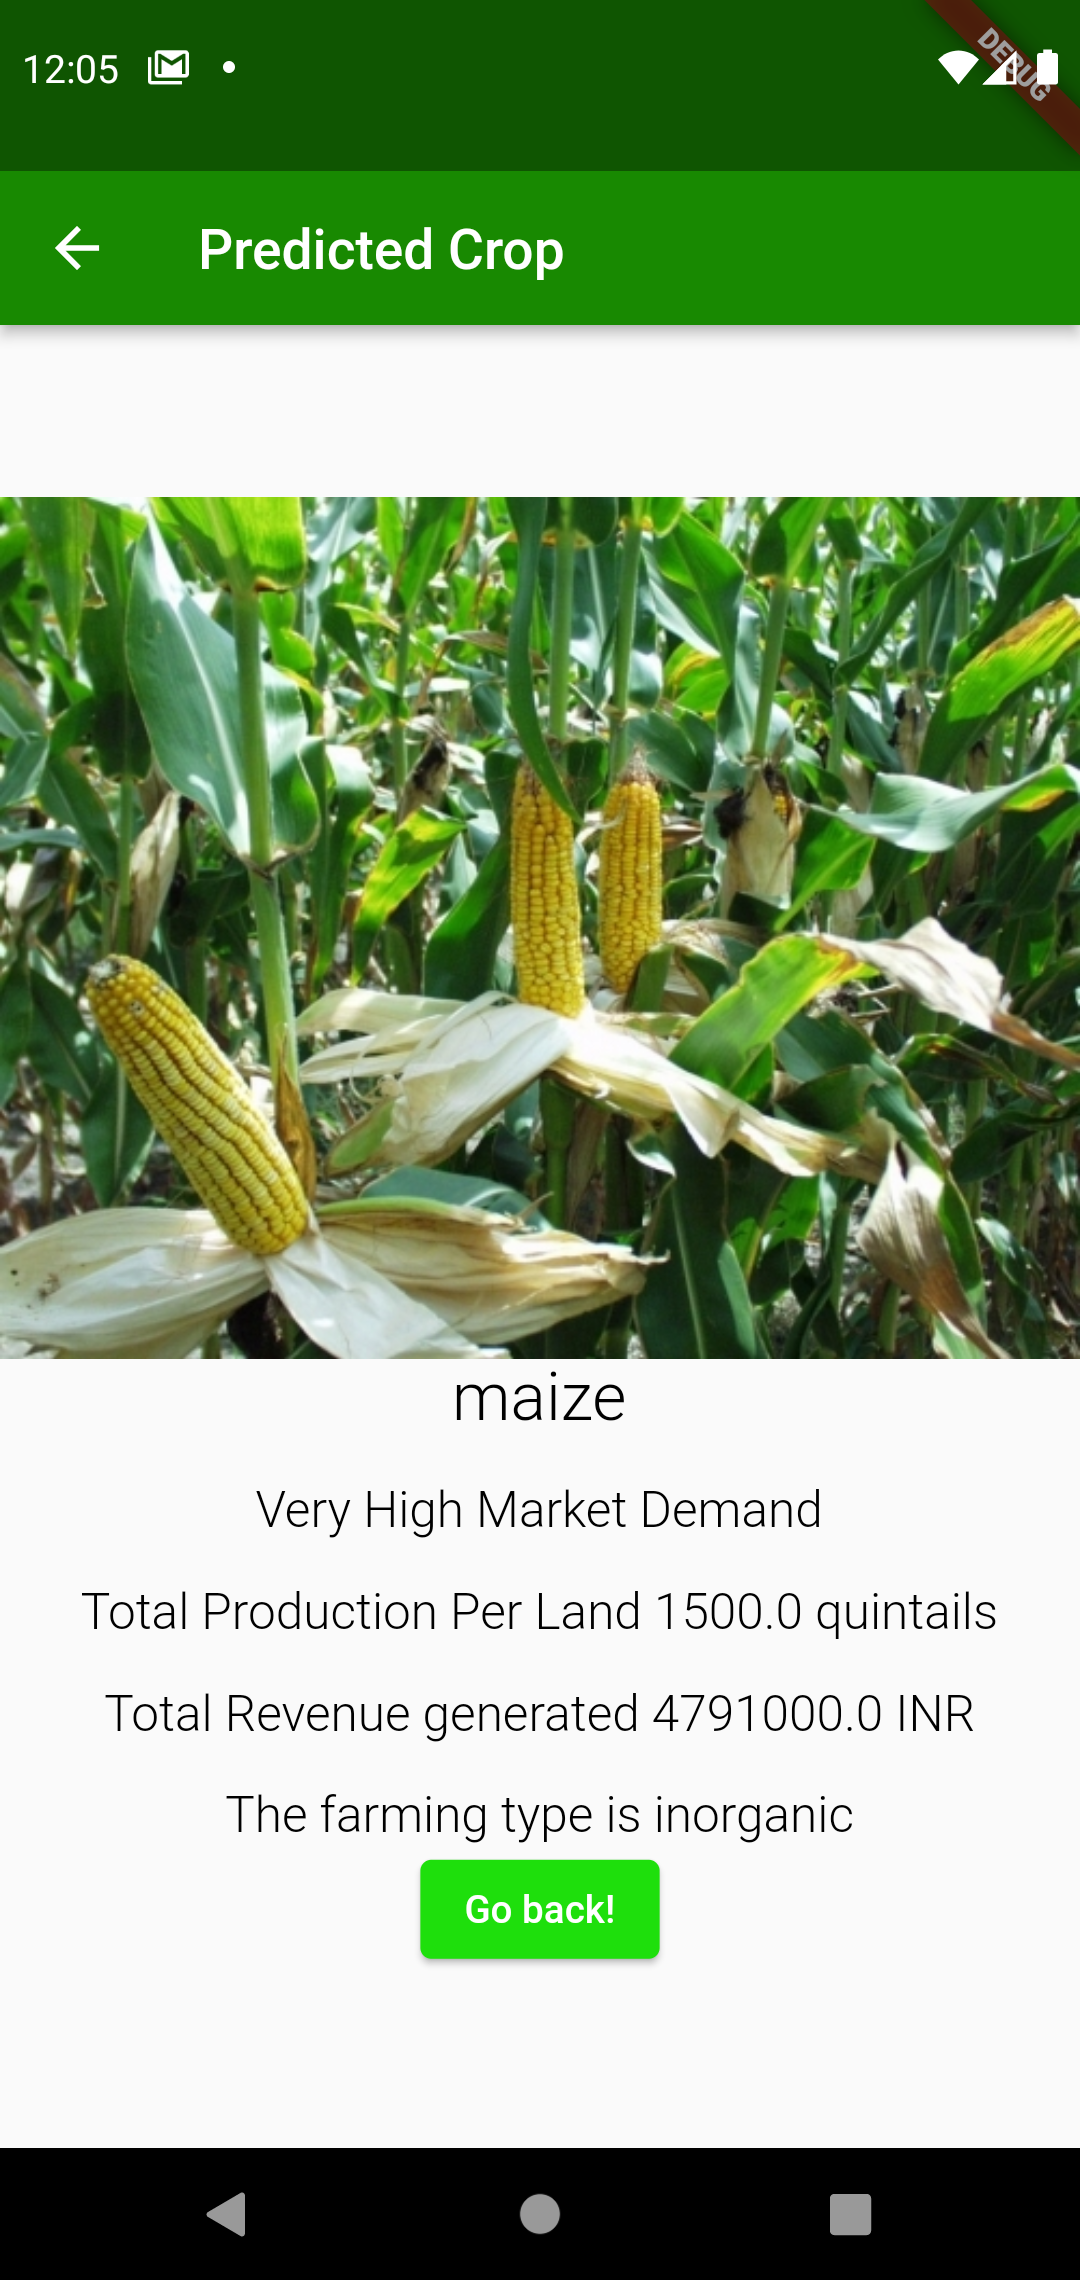 12:05
DEBUG
Predicted Crop
maize
Very High Market Demand
Total Production Per Land 1500.0 quintails
Total Revenue generated 4791000.0 INR
The farming type is inorganic
Go back!